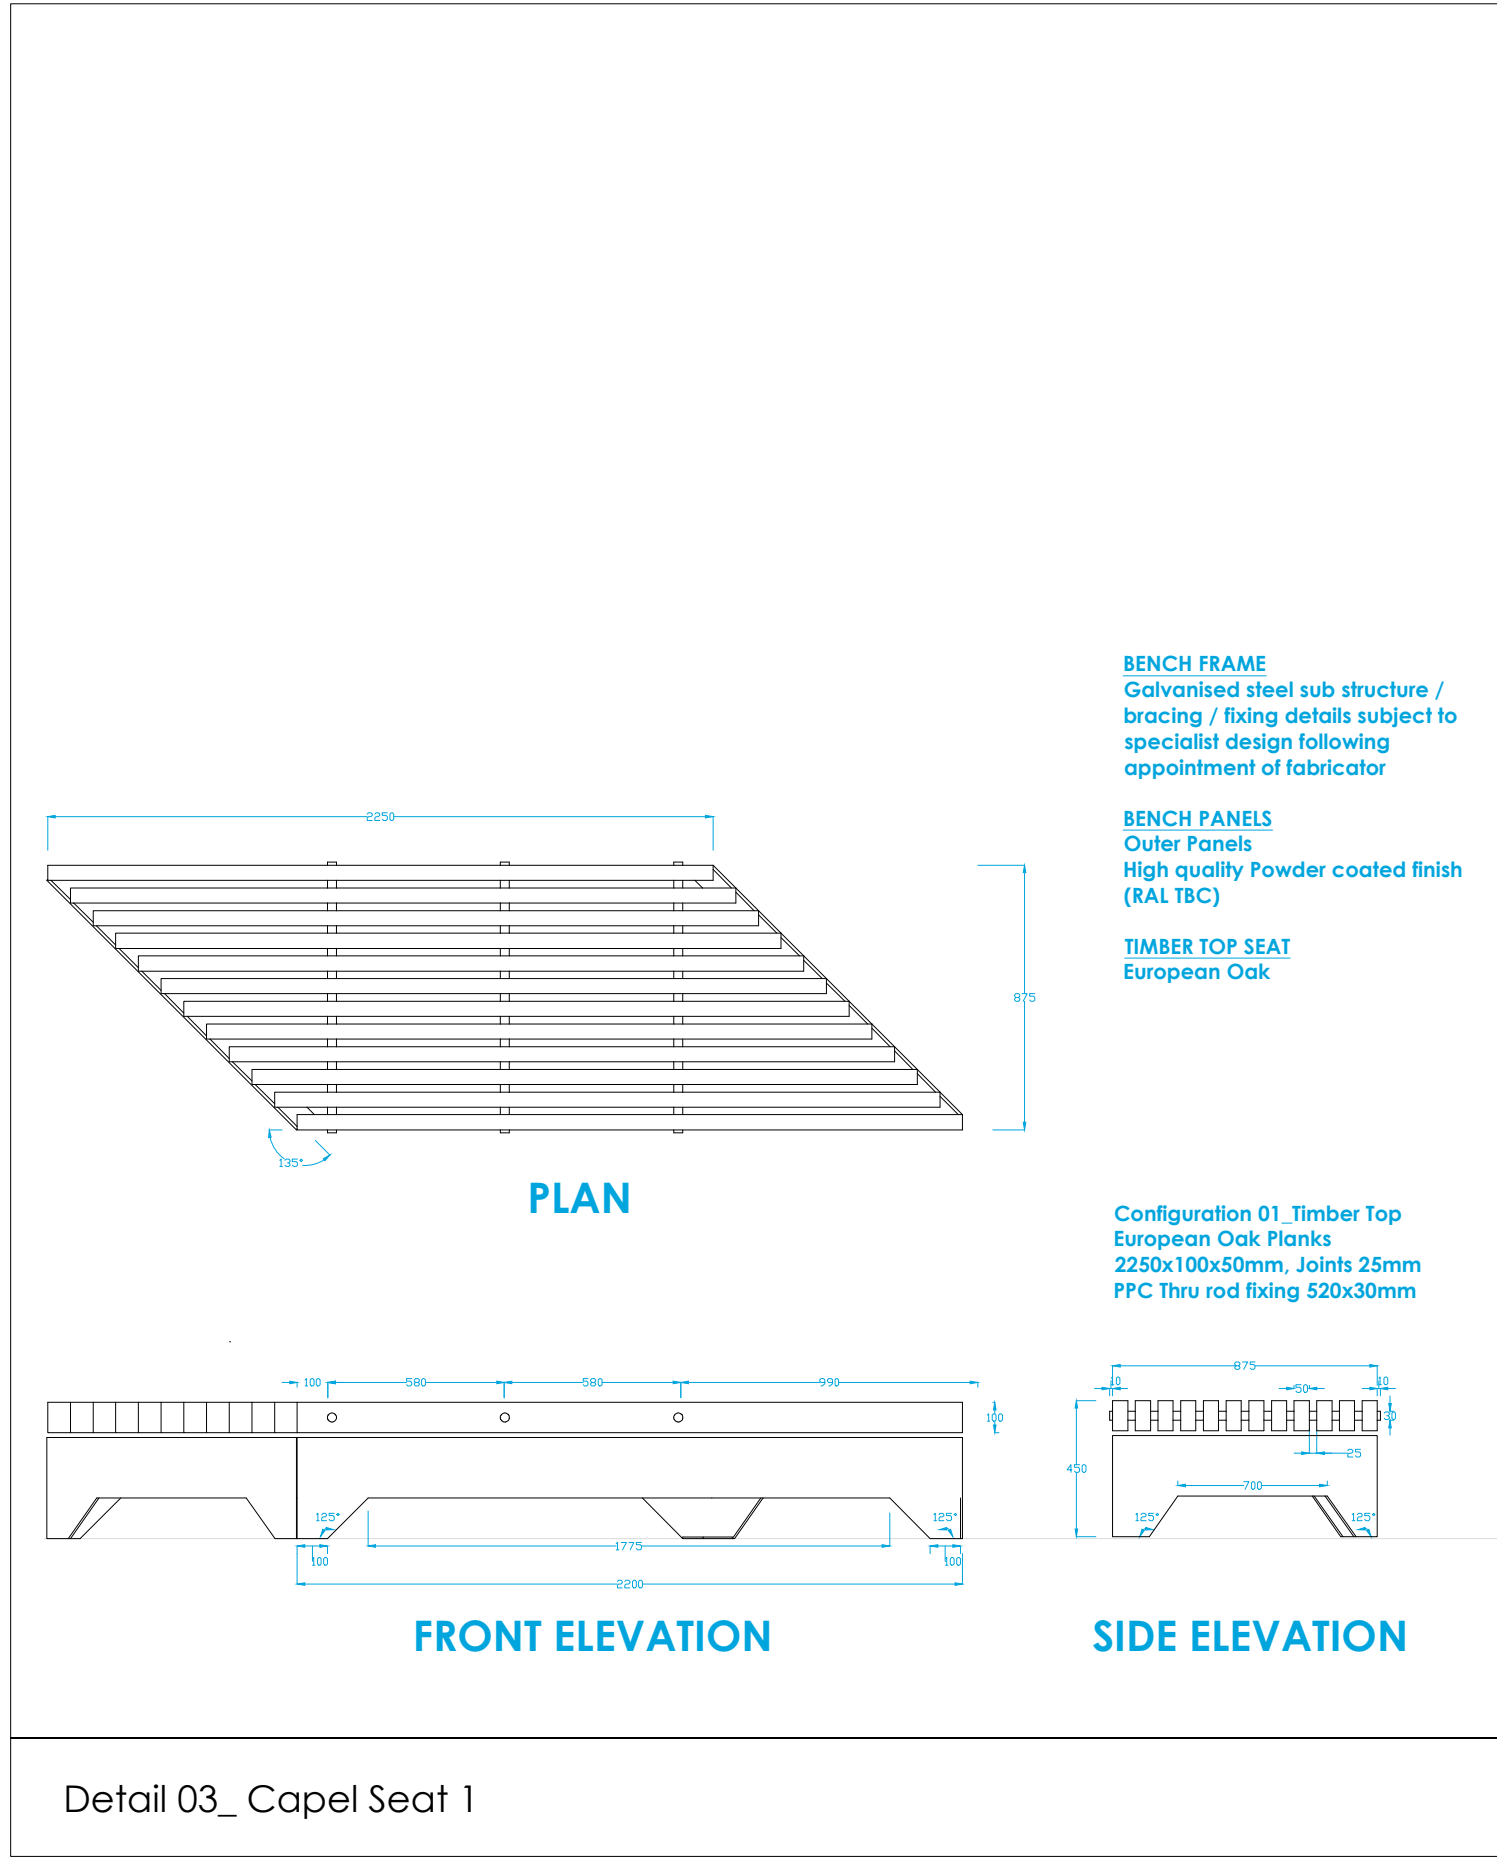 BENCH FRAME
Galvanised steel sub structure /
bracing / fixing details subject to
specialist design following
appointment of fabricator
BENCH PANELS
Outer Panels
High quality Powder coated finish
(RAL TBC)
TIMBER TOP SEAT
European Oak
2250
875
135°
PLAN
Configuration 01_Timber Top
European Oak Planks
2250x100x50mm, Joints 25mm
PPC Thru rod fixing 520x30mm
100 580 580 990
100
125° 125°
100 1775 100
2200
FRONT ELEVATION
875
10 50 10
30
450
25
700
125° 125°
SIDE ELEVATION
Detail 03_ Capel Seat 1